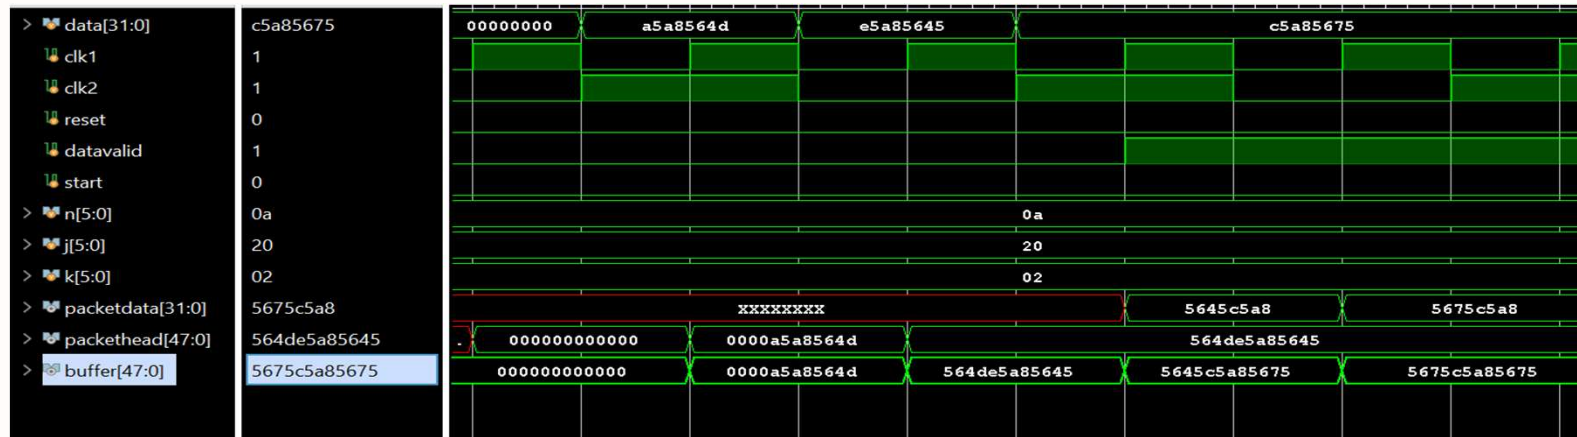 data[31:0] c5a85675 00000000 a5a8564d e5a85645 c5a85675
clk1 1
clk2 1
reset 0
datavalid 1
start 0
n[5:0] 0a 0a
j[5:0] 20 20
k[5:0] 02 02
packetdata[31:0] 5675c5a8 XXXXXXXX 5645c5a8 5675c5a8
packethead[47:0] 564de5a85645 . 000000000000 0000a5a8564d 564de5a85645
buffer[47:0] 5675c5a85675 000000000000 0000a5a8564d 564de5a85645 5645c5a85675 5675c5a85675